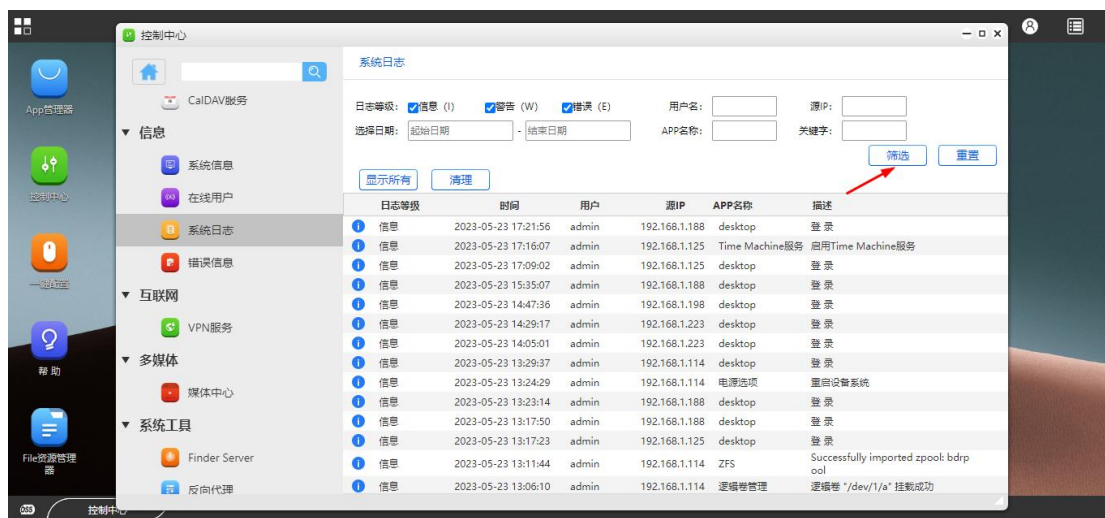 控制中心
App管理器
控制中心
帮 助
File资源管理
器
CalDAV服务
信息
系统信息
在线用户
系统日志
错误信息
互联网
VPN服务
多媒体
媒体中心
系统工具
Finder Server
反向代理
系统日志
日志等级: 信息 (I) 警告 (W) 错误 (E) 用户名: 源IP:
选择日期: 起始日期 - 结束日期 APP名称: 关键字:
筛选 重置
显示所有 清理
日志等级 时间 用户 源IP APP名称 描述
信息 2023-05-23 17:21:56 admin 192.168.1.188 desktop 登 录
信息 2023-05-23 17:16:07 admin 192.168.1.125 Time Machine服务 启用Time Machine服务
信息 2023-05-23 17:09:02 admin 192.168.1.125 desktop 登 录
信息 2023-05-23 15:35:07 admin 192.168.1.188 desktop 登 录
信息 2023-05-23 14:47:36 admin 192.168.1.198 desktop 登 录
信息 2023-05-23 14:29:17 admin 192.168.1.223 desktop 登 录
信息 2023-05-23 14:05:01 admin 192.168.1.223 desktop 登 录
信息 2023-05-23 13:29:37 admin 192.168.1.114 desktop 登 录
信息 2023-05-23 13:24:29 admin 192.168.1.114 电源选项 重启设备系统
信息 2023-05-23 13:23:14 admin 192.168.1.188 desktop 登 录
信息 2023-05-23 13:17:50 admin 192.168.1.188 desktop 登 录
信息 2023-05-23 13:17:23 admin 192.168.1.125 desktop 登 录
信息 2023-05-23 13:11:44 admin 192.168.1.114 ZFS Successfully imported zpool: bdrp
ool
信息 2023-05-23 13:06:10 admin 192.168.1.114 逻辑卷管理 逻辑卷 "/dev/1/a" 挂载成功
控制中心